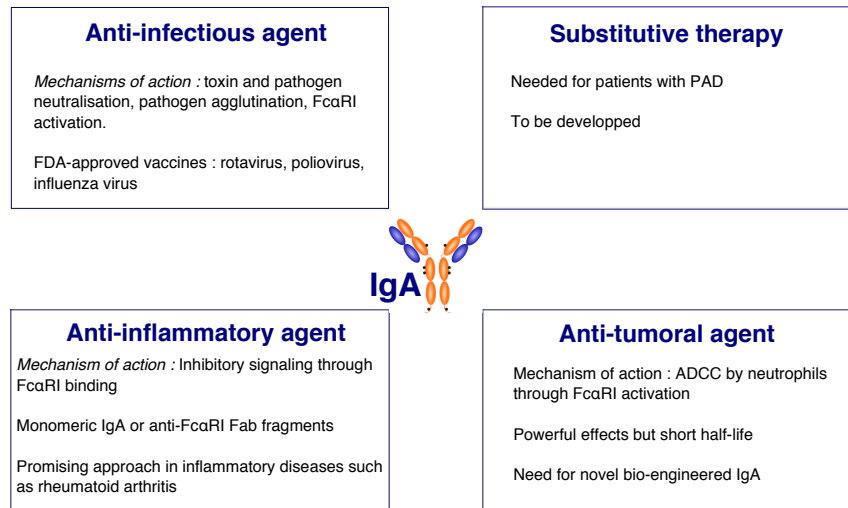 Anti-infectious agent
Mechanisms of action : toxin and pathogen
neutralisation, pathogen agglutination, FcαRI
activation.
FDA-approved vaccines : rotavirus, poliovirus,
influenza virus
Substitutive therapy
Needed for patients with PAD
To be developped
IgA
Anti-inflammatory agent
Mechanism of action : Inhibitory signaling through
FcαRI binding
Monomeric IgA or anti-FcαRI Fab fragments
Promising approach in inflammatory diseases such
as rheumatoid arthritis
Anti-tumoral agent
Mechanism of action : ADCC by neutrophils
through FcαRI activation
Powerful effects but short half-life
Need for novel bio-engineered IgA